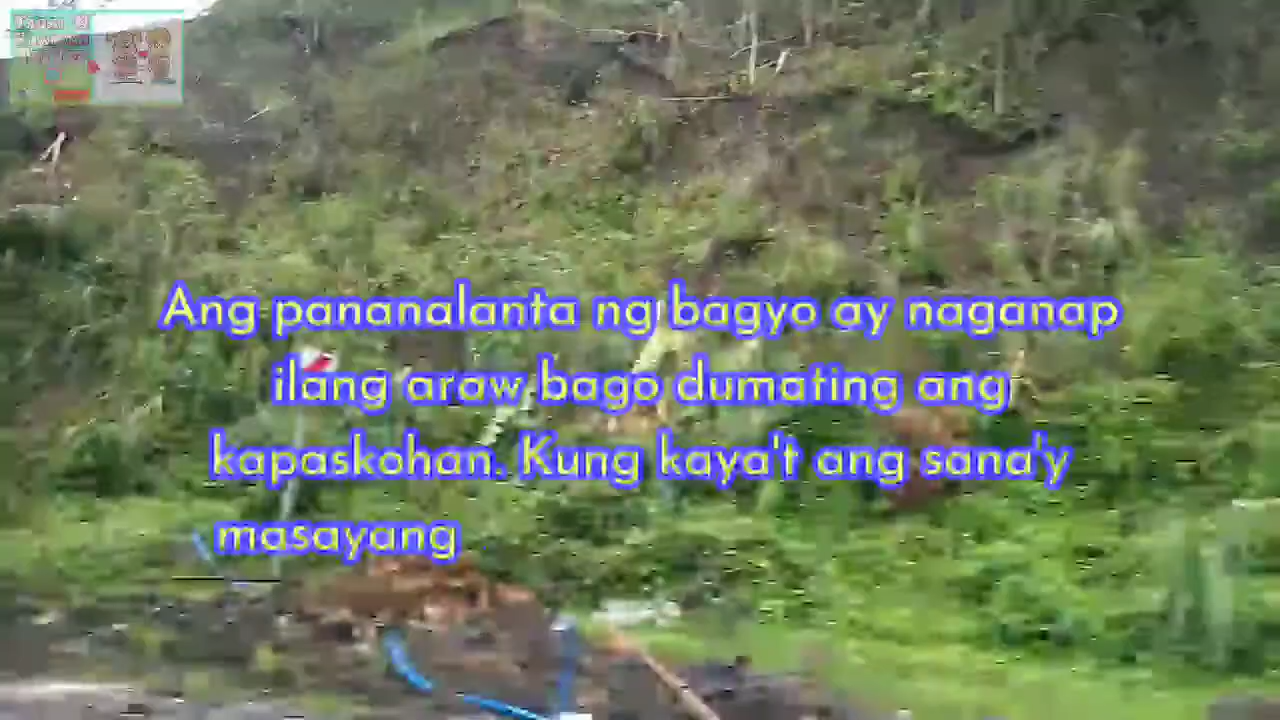 Ang pananalanta ng bagyo ay naganap
ilang araw bago dumating ang
kapaskohan. Kung kaya't ang sana'y
masayang